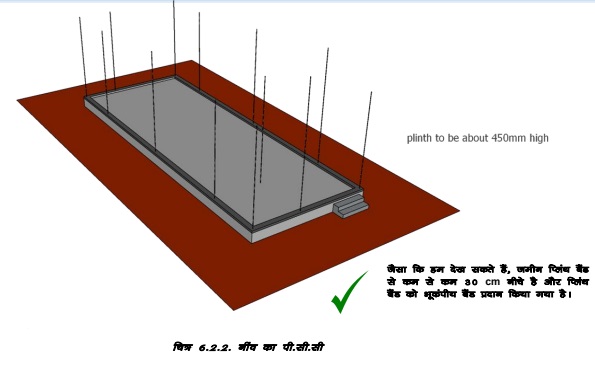 plinth to be about 450mm high
जैसा कि हम देख सकते हैं, जमीन प्लिंथ बैंड
से कम से कम 30 cm नीचे है और प्लिंथ
बैंड को भूकंपीय बैंड प्रदान किया गया है।
चित्र 6.2.2. नींव का पी.सी.सी